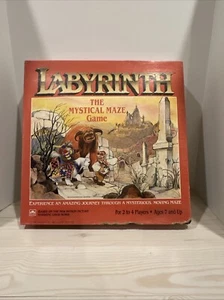 LABYRINTH
THE
MYSTICAL MAZE
Game
EXPERIENCE AN AMAZING JOURNEY THROUGH A MYSTERIOUS, MOVING MAZE
For 2 to 4 Players • Ages 7 and Up